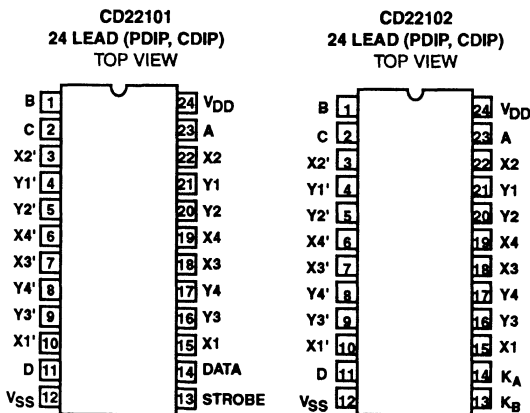 CD22101
24 LEAD (PDIP, CDIP)
TOP VIEW
B 1 24 VDD
C 2 23 A
X2' 3 22 X2
Y1' 4 21 Y1
Y2' 5 20 Y2
X4' 6 19 X4
X3' 7 18 X3
Y4' 8 17 Y4
Y3' 9 16 Y3
X1' 10 15 X1
D 11 14 DATA
VSS 12 13 STROBE
CD22102
24 LEAD (PDIP, CDIP)
TOP VIEW
B 1 24 VDD
C 2 23 A
X2' 3 22 X2
Y1' 4 21 Y1
Y2' 5 20 Y2
X4' 6 19 X4
X3' 7 18 X3
Y4' 8 17 Y4
Y3' 9 16 Y3
X1' 10 15 X1
D 11 14 KA
VSS 12 13 KB